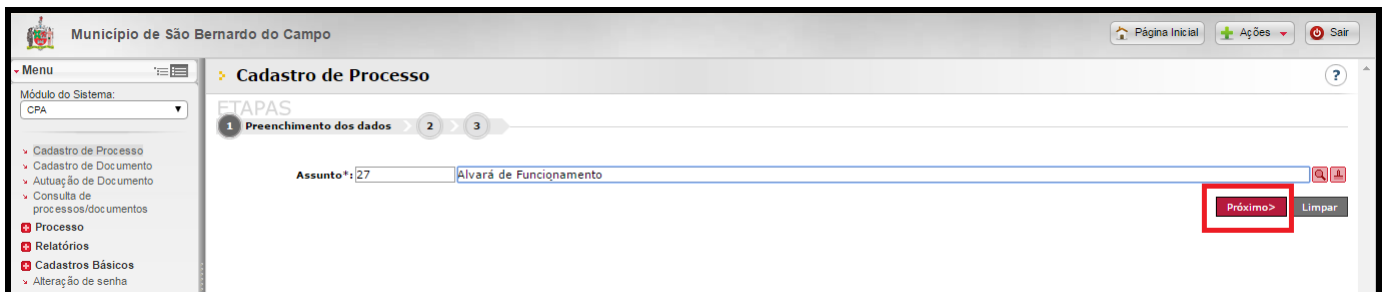 Município de São Bernardo do Campo
Página Inicial
Ações
Sair
Menu
Módulo do Sistema:
CPA
Cadastro de Processo
Cadastro de Documento
Autuação de Documento
Consulta de
processos/documentos
Processo
Relatórios
Cadastros Básicos
Alteração de senha
Cadastro de Processo
?
ETAPAS
1 Preenchimento dos dados 2 3
Assunto*: 27 Alvará de Funcionamento
Próximo> Limpar